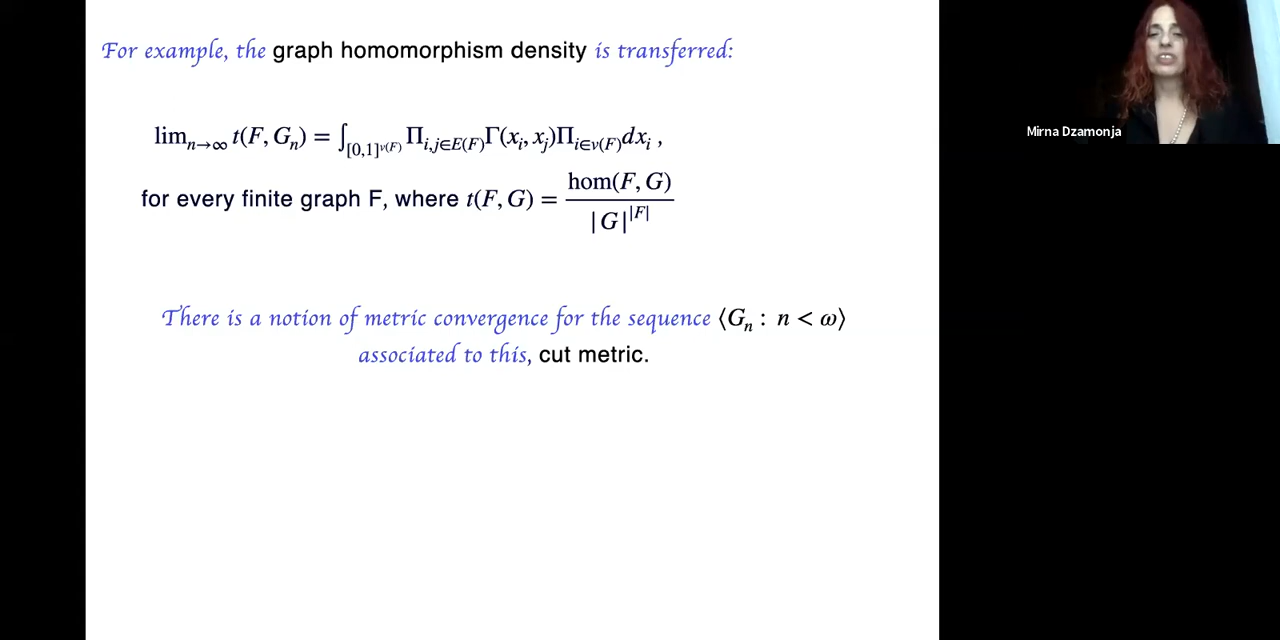 For example, the graph homomorphism density is transferred:
lim_{n→∞} t(F, G_n) = ∫_{[0,1]^{v(F)}} Π_{i,j∈E(F)} Γ(x_i, x_j) Π_{i∈v(F)} dx_i ,
for every finite graph F, where t(F, G) = hom(F, G) / |G|^{|F|}
There is a notion of metric convergence for the sequence ⟨G_n : n < ω⟩
associated to this, cut metric.
Mirna Dzamonja